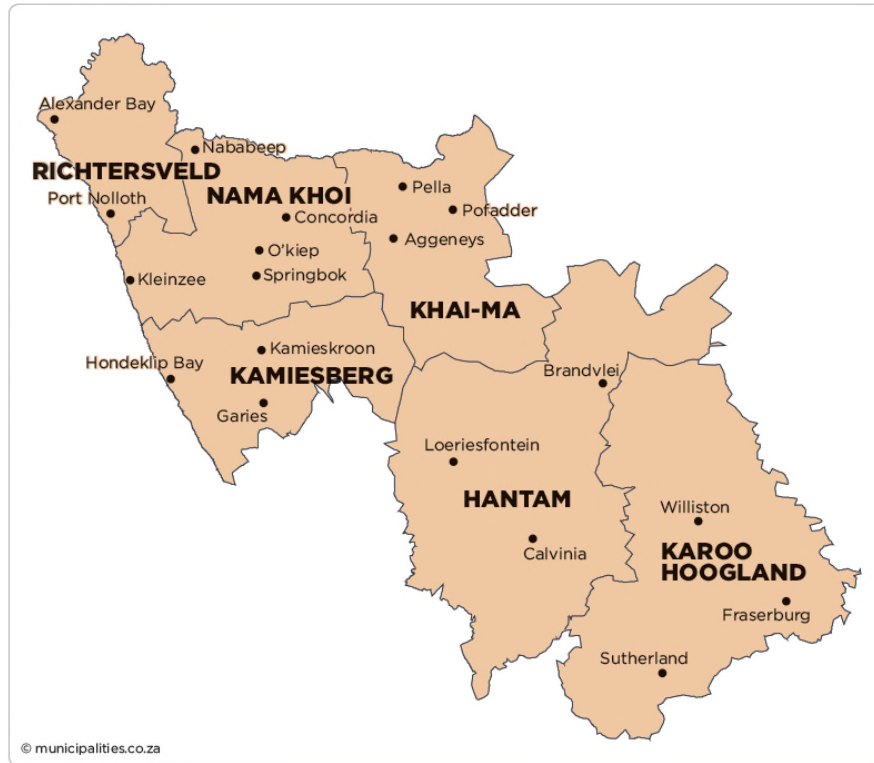 Alexander Bay
Nababeep
RICHTERSVELD
Pella
NAMA KHOI
Port Nolloth
Pofadder
Concordia
Aggeneys
O'kiep
Springbok
Kleinzee
KHAI-MA
Kamieskroon
Hondeklip Bay
Brandvlei
KAMIESBERG
Garies
Loeriesfontein
HANTAM
Williston
Calvinia
KAROO
HOOGLAND
Fraserburg
Sutherland
© municipalities.co.za